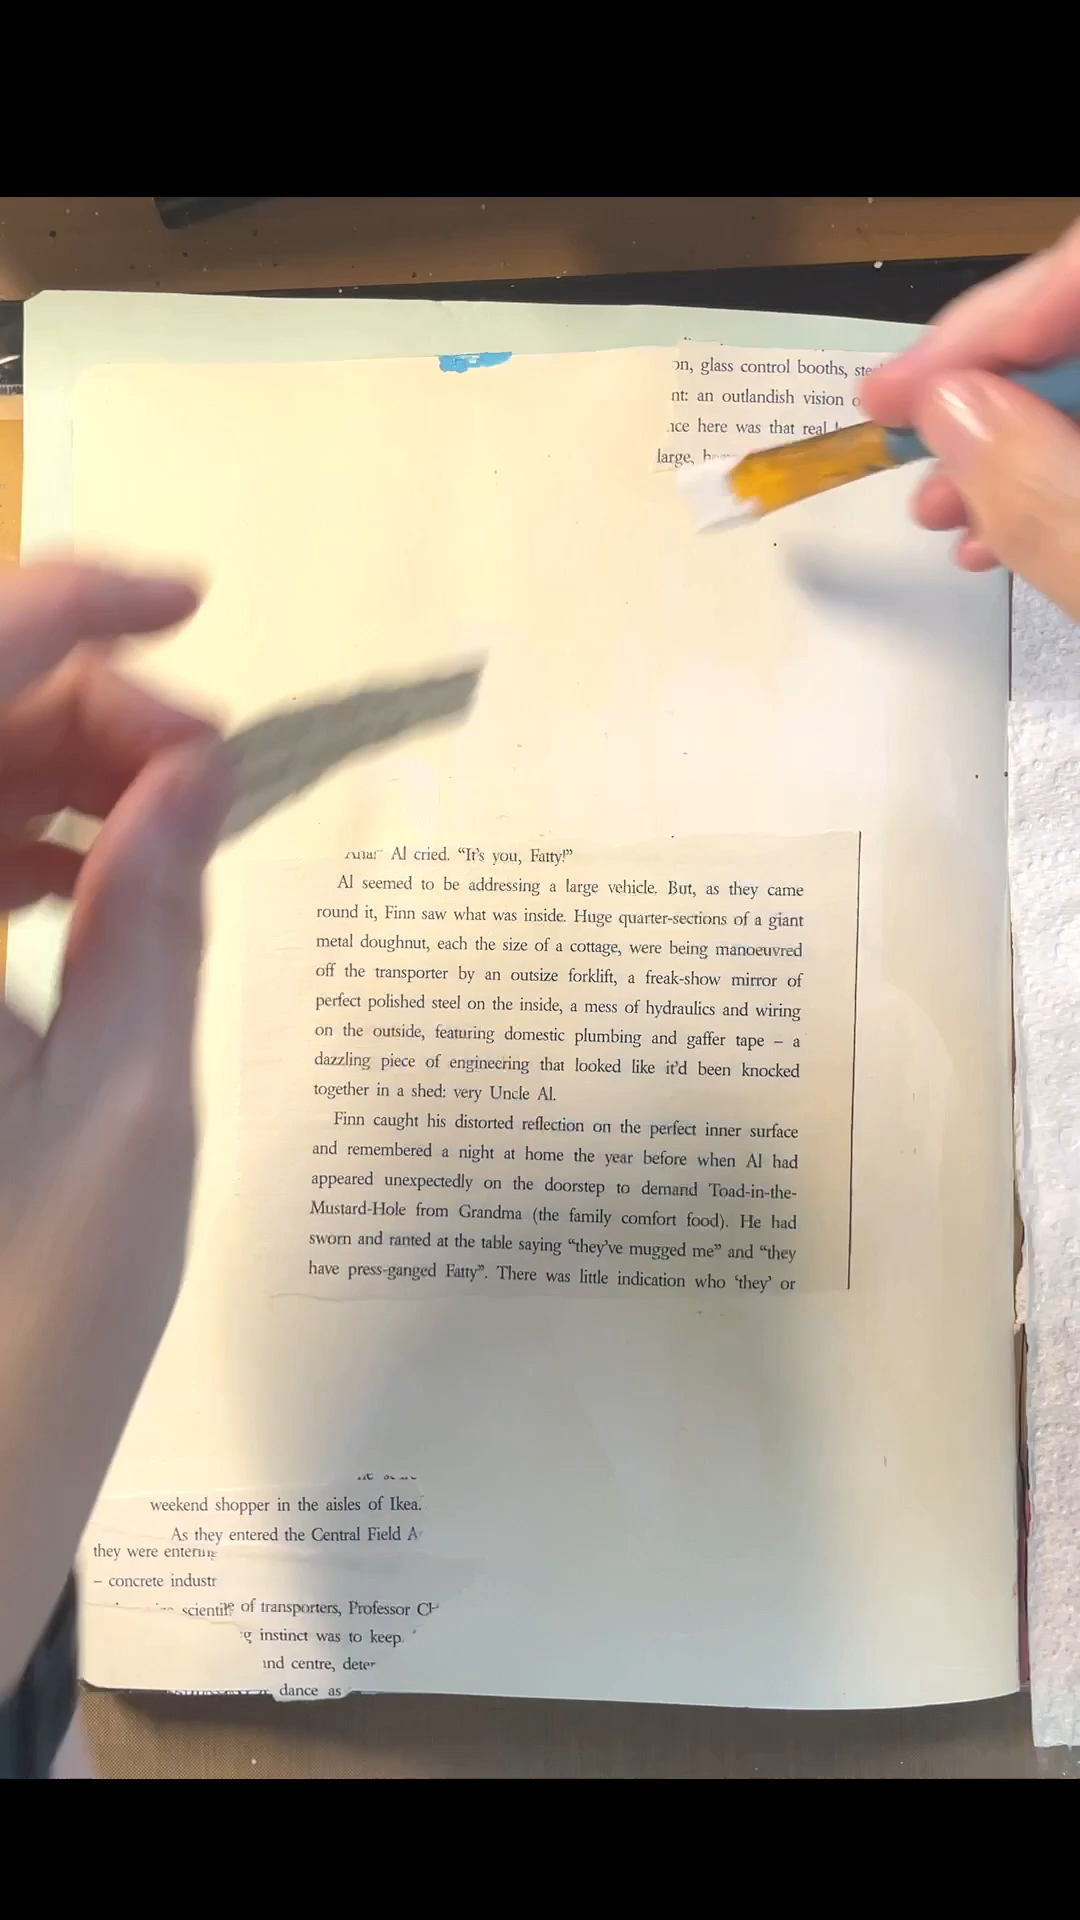 on, glass control booths,
nt: an outlandish vision
nce here was that real
large,
Al cried. “It’s you, Fatty!”
Al seemed to be addressing a large vehicle. But, as they came
round it, Finn saw what was inside. Huge quarter-sections of a giant
metal doughnut, each the size of a cottage, were being manoeuvred
off the transporter by an outsize forklift, a freak-show mirror of
perfect polished steel on the inside, a mess of hydraulics and wiring
on the outside, featuring domestic plumbing and gaffer tape – a
dazzling piece of engineering that looked like it’d been knocked
together in a shed: very Uncle Al.
Finn caught his distorted reflection on the perfect inner surface
and remembered a night at home the year before when Al had
appeared unexpectedly on the doorstep to demand Toad-in-the-
Mustard-Hole from Grandma (the family comfort food). He had
sworn and ranted at the table saying “they’ve mugged me” and “they
have press-ganged Fatty”. There was little indication who ‘they’ or
weekend shopper in the aisles of Ikea.
As they entered the Central Field A
they were entering
– concrete industr
scientif
e of transporters, Professor Ch
g instinct was to keep
and centre, deter
dance as